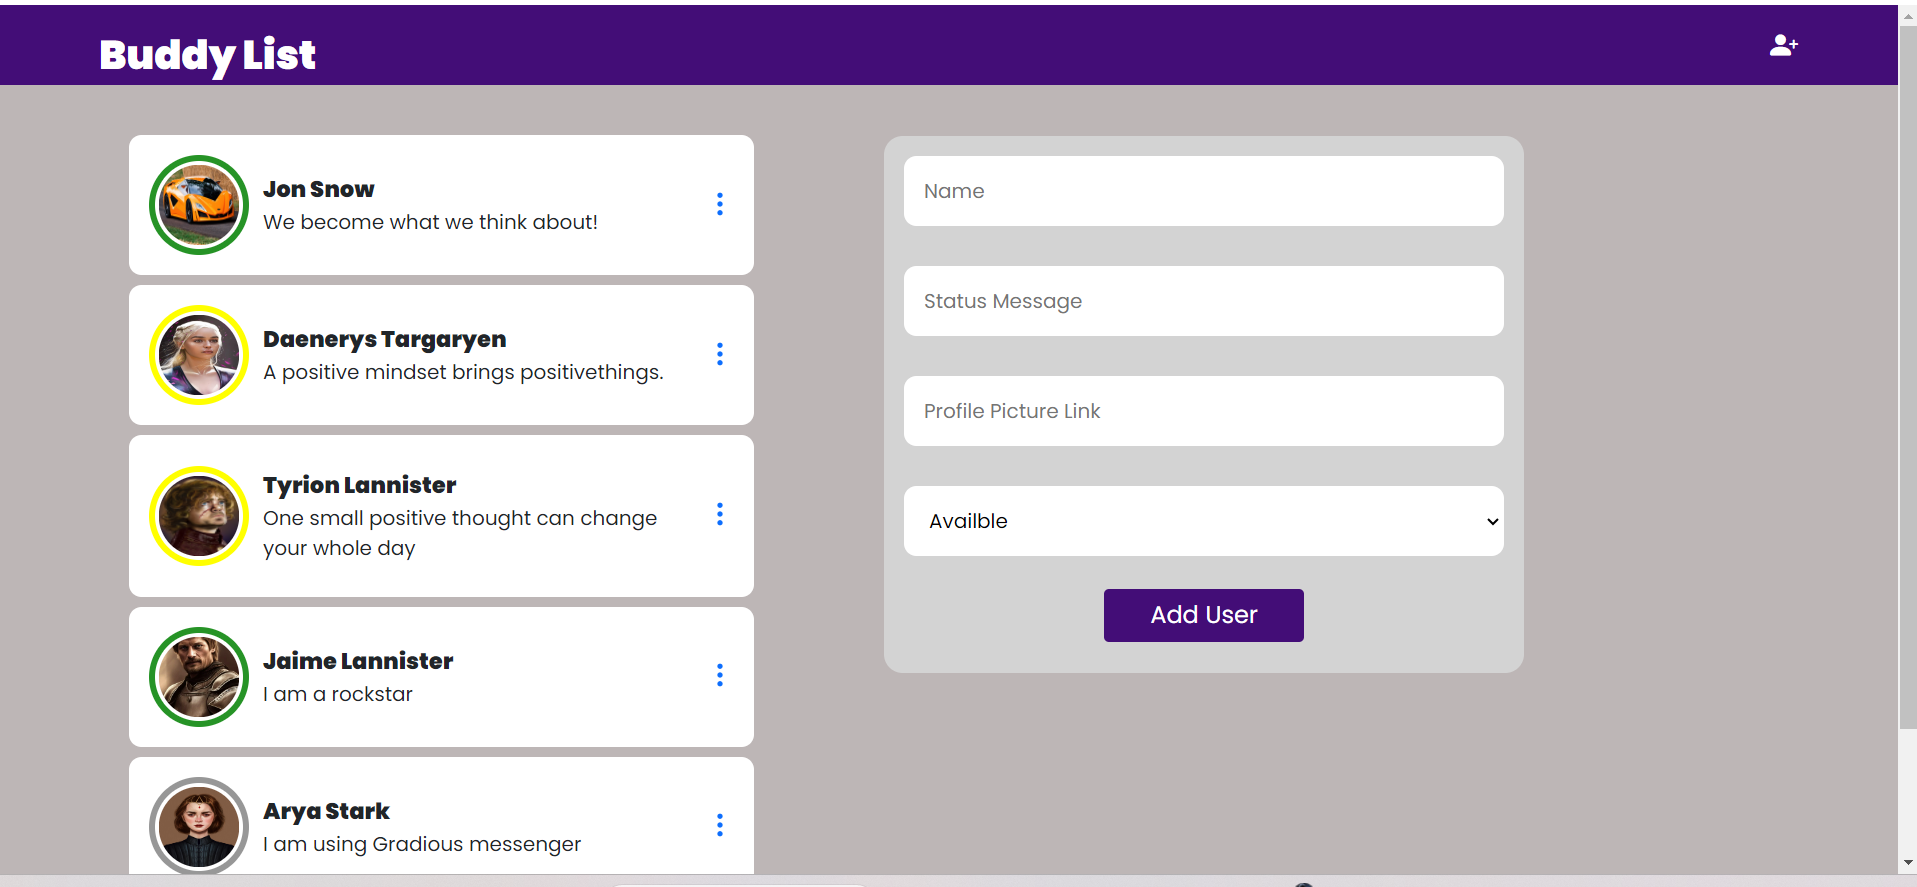 Buddy List
Jon Snow
We become what we think about!
Daenerys Targaryen
A positive mindset brings positivethings.
Tyrion Lannister
One small positive thought can change
your whole day
Jaime Lannister
I am a rockstar
Arya Stark
I am using Gradious messenger
Name
Status Message
Profile Picture Link
Availble
Add User